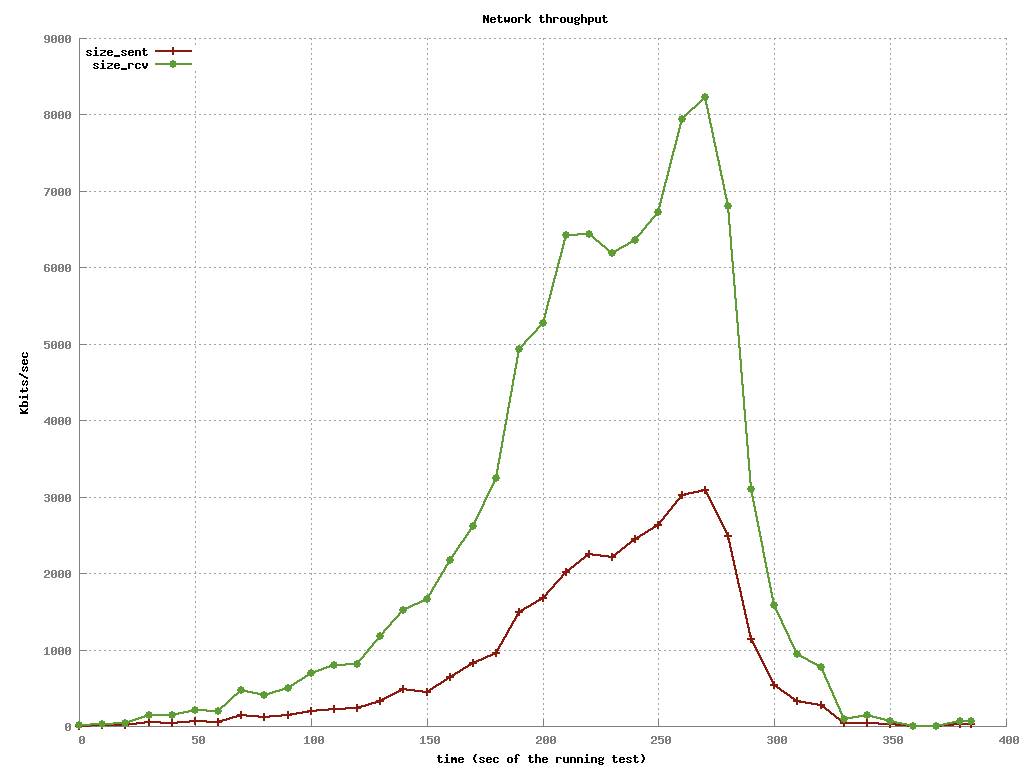 Network throughput
9000
size_sent
size_rcv
8000
7000
6000
5000
Kbits/sec
4000
3000
2000
1000
0
0 50 100 150 200 250 300 350 400
time (sec of the running test)